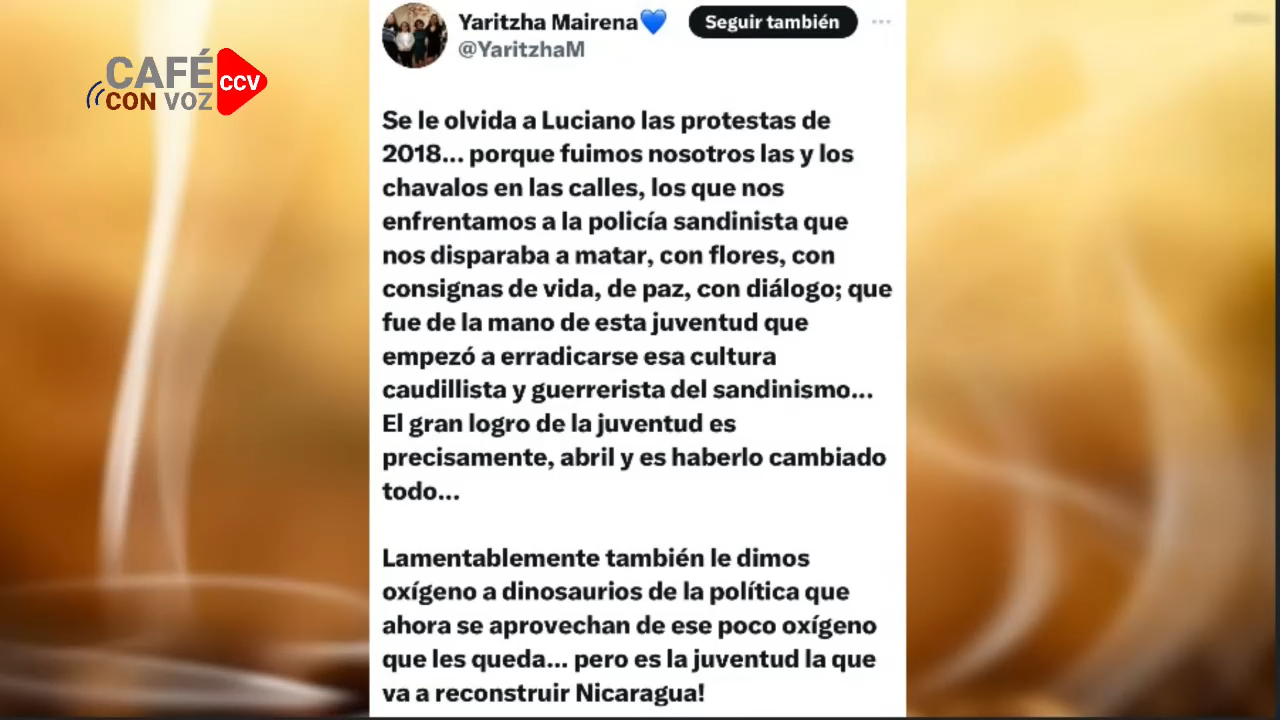 CAFÉ
CON VOZ
CCV
Yaritzha Mairena💙
Seguir también
@YaritzhaM
Se le olvida a Luciano las protestas de
2018... porque fuimos nosotros las y los
chavalos en las calles, los que nos
enfrentamos a la policía sandinista que
nos disparaba a matar, con flores, con
consignas de vida, de paz, con diálogo; que
fue de la mano de esta juventud que
empezó a erradicarse esa cultura
caudillista y guerrerista del sandinismo...
El gran logro de la juventud es
precisamente, abril y es haberlo cambiado
todo...
Lamentablemente también le dimos
oxígeno a dinosaurios de la política que
ahora se aprovechan de ese poco oxígeno
que les queda... pero es la juventud la que
va a reconstruir Nicaragua!